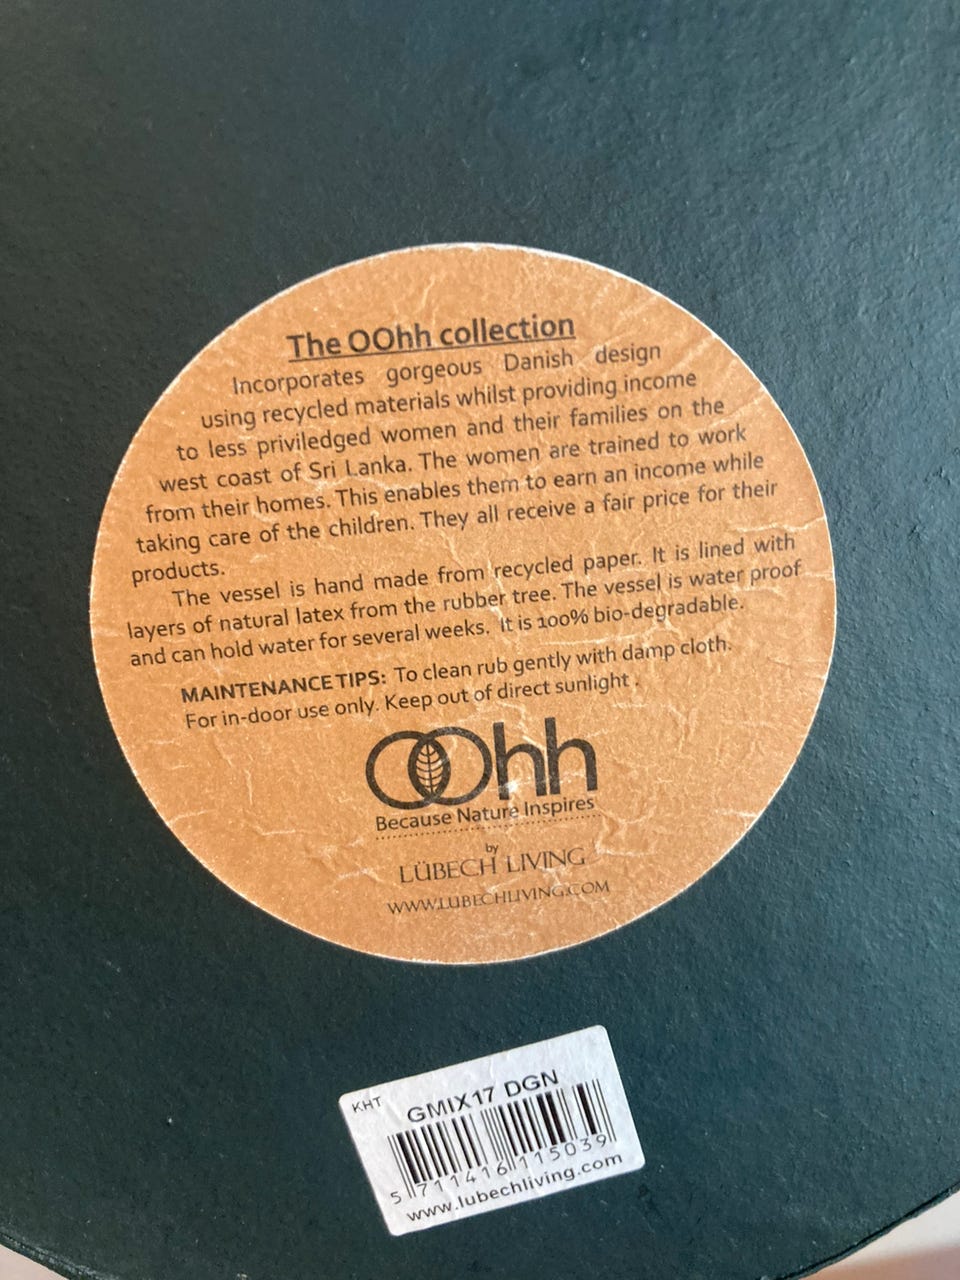 The OOhh collection
Incorporates gorgeous Danish design
using recycled materials whilst providing income
to less priviledged women and their families on the
west coast of Sri Lanka. The women are trained to work
from their homes. This enables them to earn an income while
taking care of the children. They all receive a fair price for their
products.
The vessel is hand made from recycled paper. It is lined with
layers of natural latex from the rubber tree. The vessel is water proof
and can hold water for several weeks. It is 100% bio-degradable.
MAINTENANCE TIPS: To clean rub gently with damp cloth.
For in-door use only. Keep out of direct sunlight .
OOhh
Because Nature Inspires
by
LÜBECH LIVING
WWW.LUBECHLIVING.COM
KHT GMIX17 DGN
5 711416 115039
www.lubechliving.com